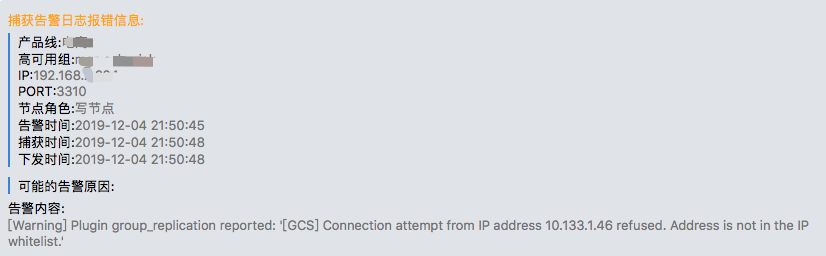 捕获告警日志报错信息:
产品线:
高可用组:
IP:192.168.
PORT:3310
节点角色:写节点
告警时间:2019-12-04 21:50:45
捕获时间:2019-12-04 21:50:48
下发时间:2019-12-04 21:50:48
可能的告警原因:
告警内容:
[Warning] Plugin group_replication reported: '[GCS] Connection attempt from IP address 10.133.1.46 refused. Address is not in the IP
whitelist.'